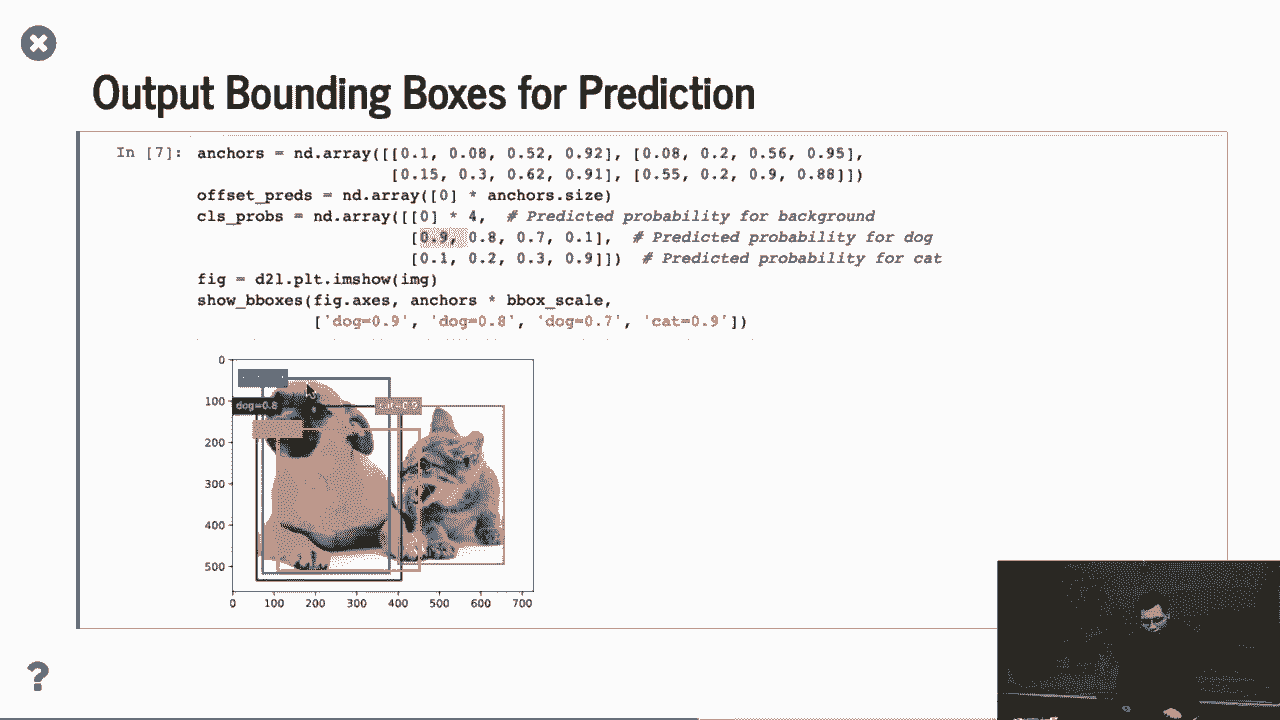 Output Bounding Boxes for Prediction
In [7]: anchors = nd.array([[0.1, 0.08, 0.52, 0.92], [0.08, 0.2, 0.56, 0.95],
[0.15, 0.3, 0.62, 0.91], [0.55, 0.2, 0.9, 0.88]])
offset_preds = nd.array([0] * anchors.size)
cls_probs = nd.array([[0] * 4,  # Predicted probability for background
[0.9, 0.8, 0.7, 0.1],  # Predicted probability for dog
[0.1, 0.2, 0.3, 0.9]])  # Predicted probability for cat
fig = d2l.plt.imshow(img)
show_bboxes(fig.axes, anchors * bbox_scale,
['dog=0.9', 'dog=0.8', 'dog=0.7', 'cat=0.9'])
0
100
dog=0.8
cat=0.9
200
300
400
500
0 100 200 300 400 500 600 700
?